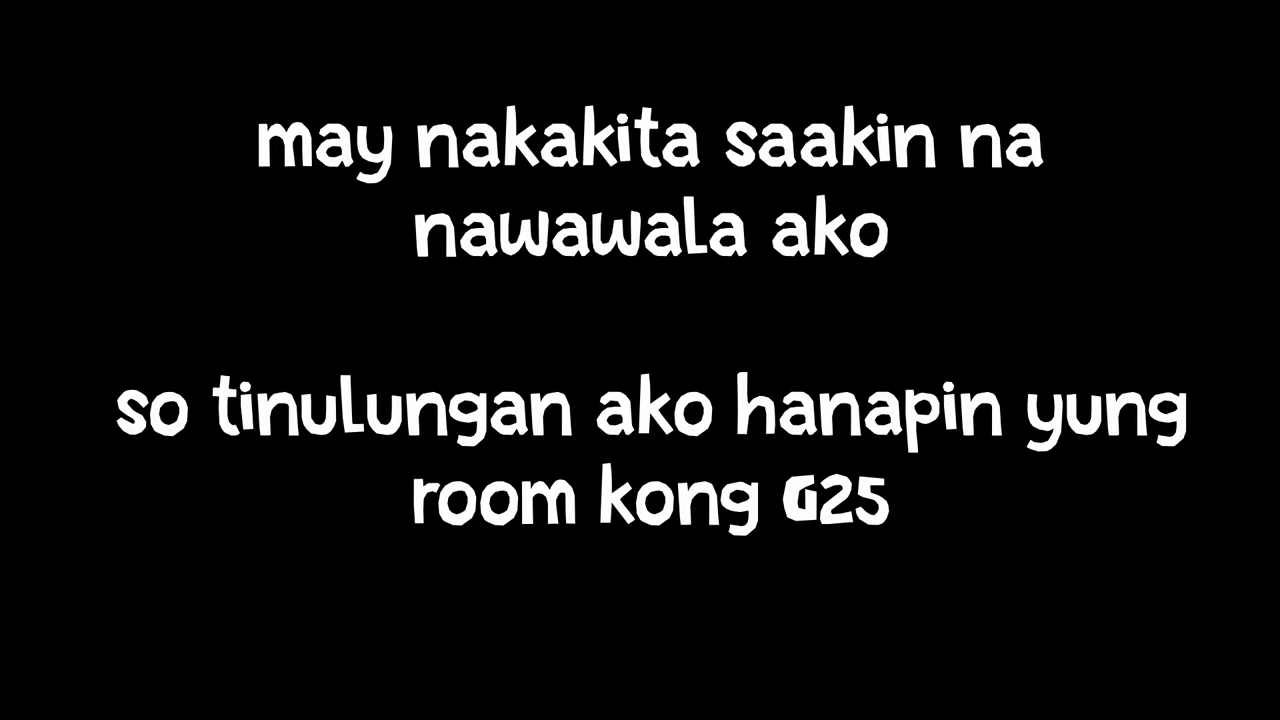 may nakakita saakin na
nawawala ako
so tinulungan ako hanapin yung
room kong G25